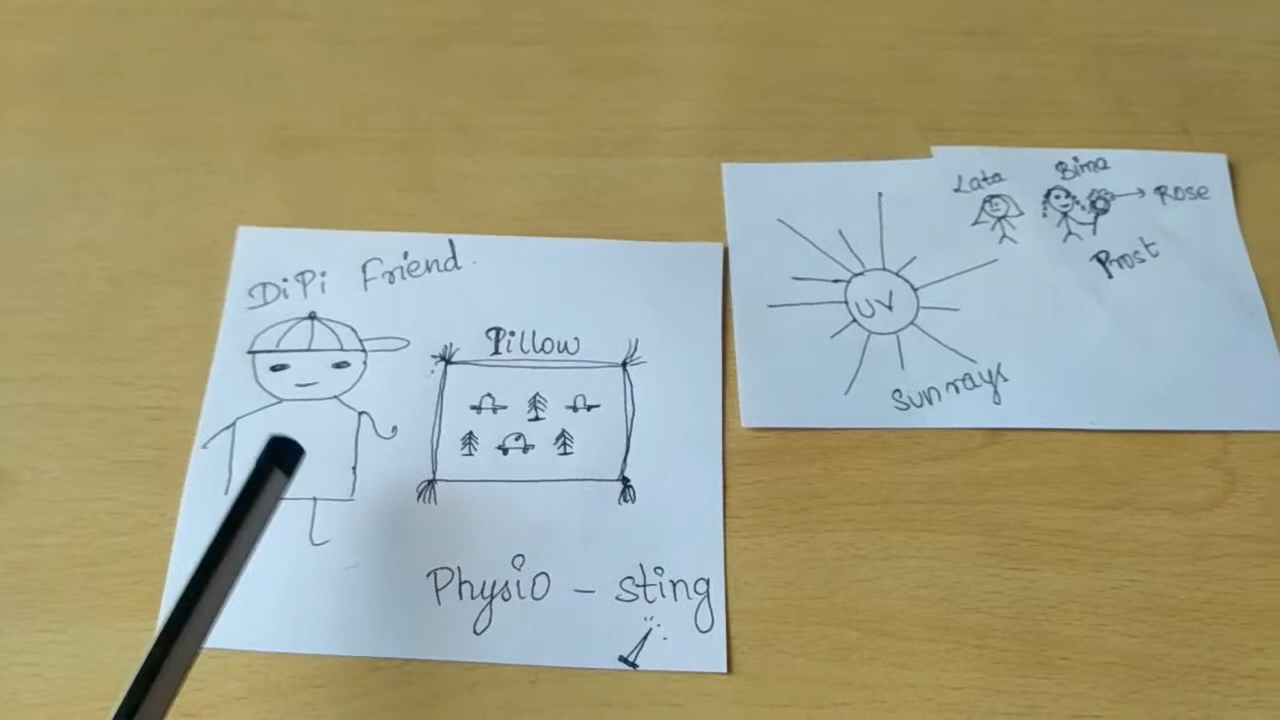 DiPi Friend.
Pillow
Physio - sting
Lata
Bima
Rose
Prost
UV
Sunrays